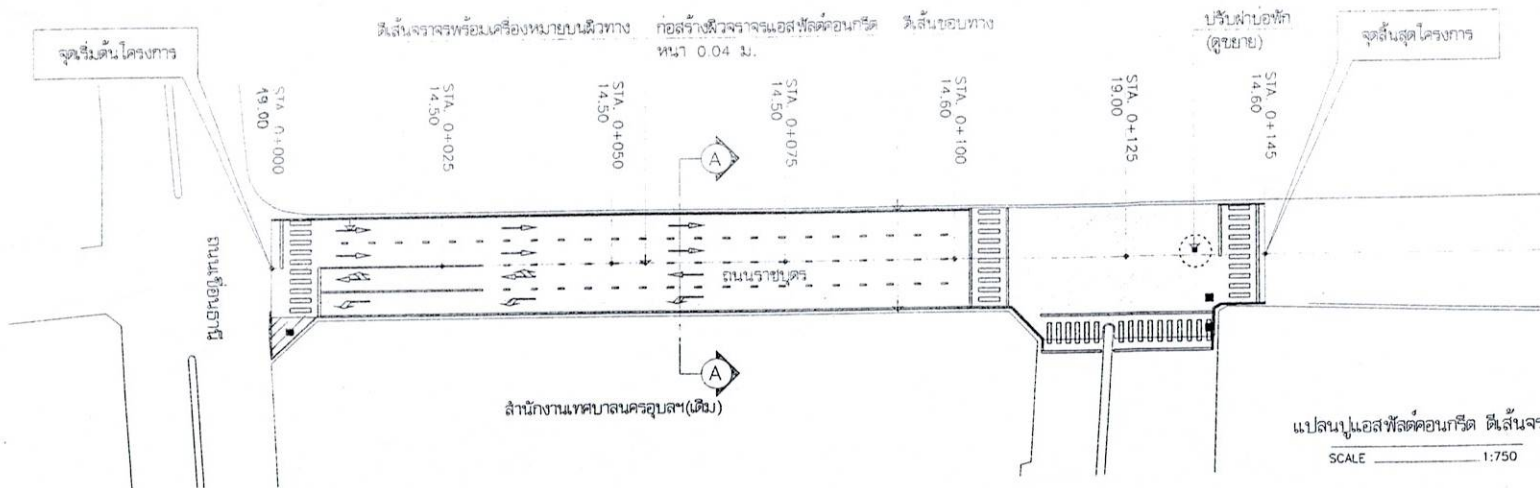 ตีเส้นจราจรพร้อมเครื่องหมายบนผิวทาง
ก่อสร้างผิวจราจรแอสฟัลต์คอนกรีต
หนา 0.04 ม.
ตีเส้นขอบทาง
ปรับฝาบ่อพัก
(ดูขยาย)
จุดเริ่มต้นโครงการ
จุดสิ้นสุดโครงการ
STA. 0+000
19.00
STA. 0+025
14.50
STA. 0+050
14.50
STA. 0+075
14.50
STA. 0+100
14.60
STA. 0+125
19.00
STA. 0+145
14.60
A
ถนนเขื่อนธานี
ถนนราชบุตร
A
สำนักงานเทศบาลนครอุบลฯ(เดิม)
แปลนปูแอสฟัลต์คอนกรีต ตีเส้นจร
SCALE 1:750